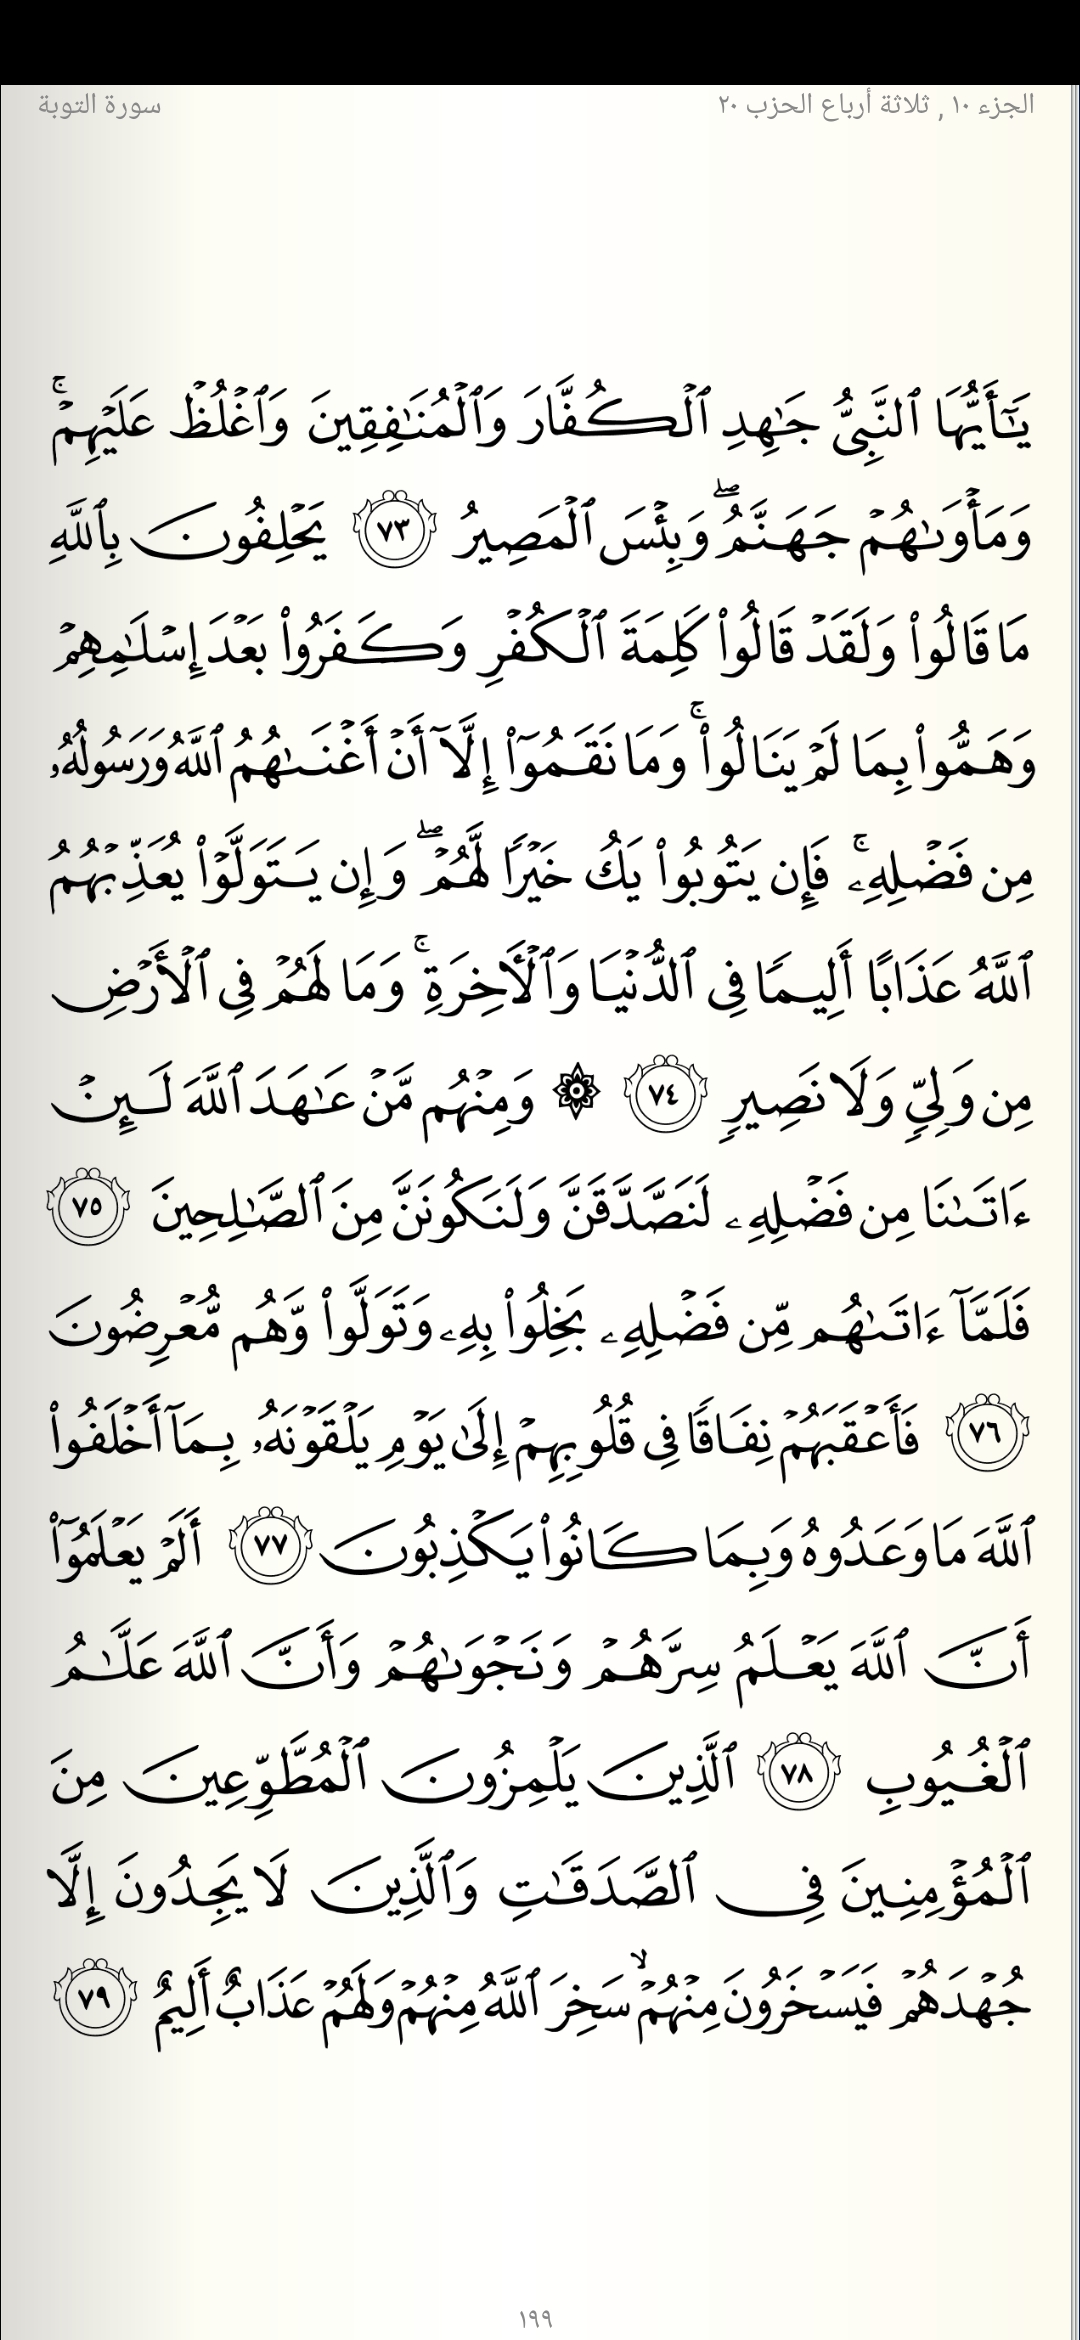 الجزء ١٠ , ثلاثة أرباع الحزب ٢٠
سورة التوبة
يَـٰٓأَيُّهَا ٱلنَّبِىُّ جَـٰهِدِ ٱلْكُفَّارَ وَٱلْمُنَـٰفِقِينَ وَٱغْلُظْ عَلَيْهِمْ ۚ
وَمَأْوَىٰهُمْ جَهَنَّمُ ۖ وَبِئْسَ ٱلْمَصِيرُ ٧٣ يَحْلِفُونَ بِٱللَّهِ
مَا قَالُوا۟ وَلَقَدْ قَالُوا۟ كَلِمَةَ ٱلْكُفْرِ وَكَفَرُوا۟ بَعْدَ إِسْلَـٰمِهِمْ
وَهَمُّوا۟ بِمَا لَمْ يَنَالُوا۟ ۚ وَمَا نَقَمُوٓا۟ إِلَّآ أَنْ أَغْنَىٰهُمُ ٱللَّهُ وَرَسُولُهُۥ
مِن فَضْلِهِۦ ۚ فَإِن يَتُوبُوا۟ يَكُ خَيْرًا لَّهُمْ ۖ وَإِن يَتَوَلَّوْا۟ يُعَذِّبْهُمُ
ٱللَّهُ عَذَابًا أَلِيمًا فِى ٱلدُّنْيَا وَٱلْـَٔاخِرَةِ ۚ وَمَا لَهُمْ فِى ٱلْأَرْضِ
مِن وَلِىٍّ وَلَا نَصِيرٍ ٧٤ ۞ وَمِنْهُم مَّنْ عَـٰهَدَ ٱللَّهَ لَئِنْ
ءَاتَىٰنَا مِن فَضْلِهِۦ لَنَصَّدَّقَنَّ وَلَنَكُونَنَّ مِنَ ٱلصَّـٰلِحِينَ ٧٥
فَلَمَّآ ءَاتَىٰهُم مِّن فَضْلِهِۦ بَخِلُوا۟ بِهِۦ وَتَوَلَّوا۟ وَّهُم مُّعْرِضُونَ
٧٦ فَأَعْقَبَهُمْ نِفَاقًا فِى قُلُوبِهِمْ إِلَىٰ يَوْمِ يَلْقَوْنَهُۥ بِمَآ أَخْلَفُوا۟
ٱللَّهَ مَا وَعَدُوهُ وَبِمَا كَانُوا۟ يَكْذِبُونَ ٧٧ أَلَمْ يَعْلَمُوٓا۟
أَنَّ ٱللَّهَ يَعْلَمُ سِرَّهُمْ وَنَجْوَىٰهُمْ وَأَنَّ ٱللَّهَ عَلَّـٰمُ
ٱلْغُيُوبِ ٧٨ ٱلَّذِينَ يَلْمِزُونَ ٱلْمُطَّوِّعِينَ مِنَ
ٱلْمُؤْمِنِينَ فِى ٱلصَّدَقَـٰتِ وَٱلَّذِينَ لَا يَجِدُونَ إِلَّا
جُهْدَهُمْ فَيَسْخَرُونَ مِنْهُمْ ۙ سَخِرَ ٱللَّهُ مِنْهُمْ وَلَهُمْ عَذَابٌ أَلِيمٌ ٧٩
١٩٩